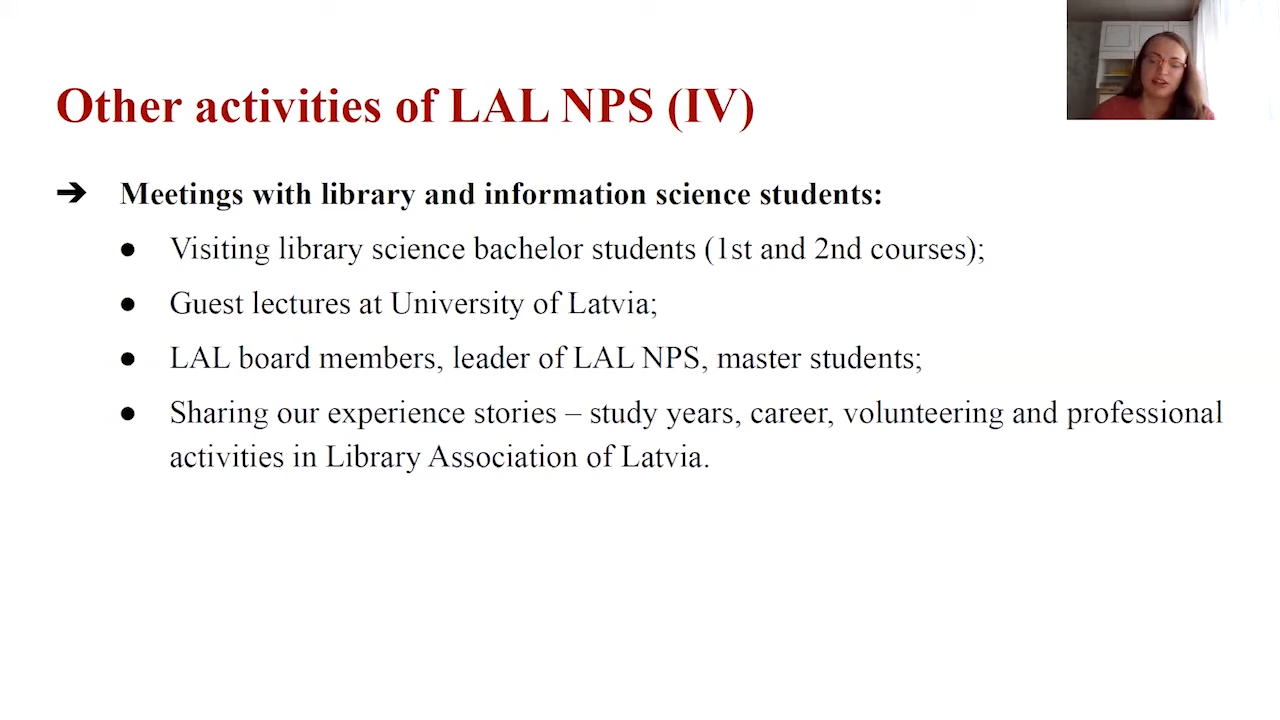 Other activities of LAL NPS (IV)
➔ Meetings with library and information science students:
● Visiting library science bachelor students (1st and 2nd courses);
● Guest lectures at University of Latvia;
● LAL board members, leader of LAL NPS, master students;
● Sharing our experience stories – study years, career, volunteering and professional
activities in Library Association of Latvia.